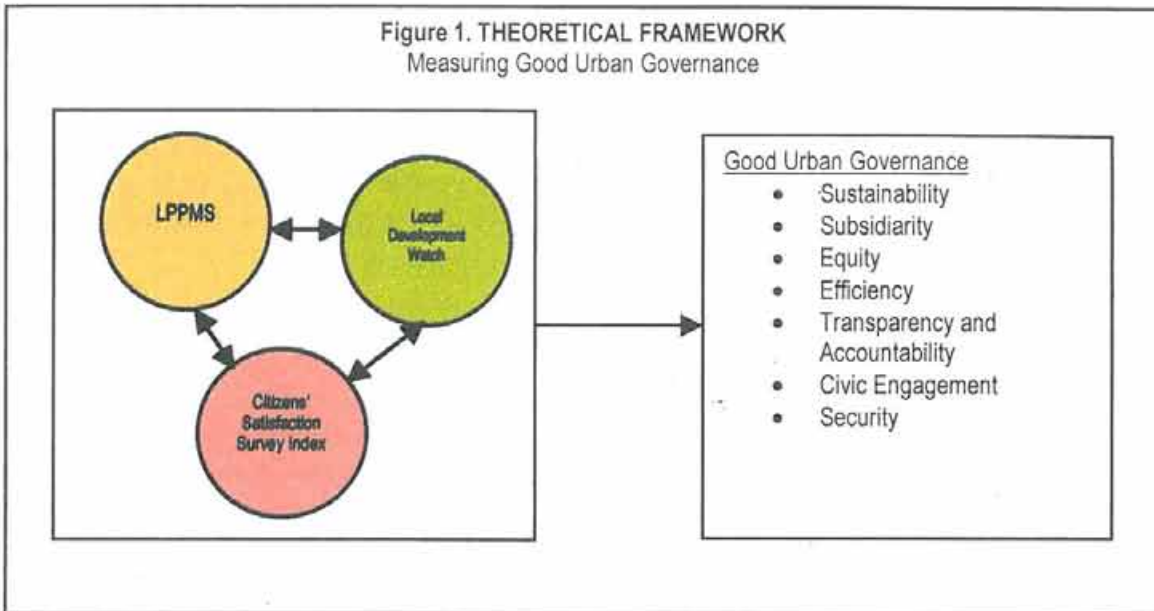 Figure 1. THEORETICAL FRAMEWORK
Measuring Good Urban Governance
LPPMS
Local
Development
Watch
Citizens'
Satisfaction
Survey Index
Good Urban Governance
• Sustainability
• Subsidiarity
• Equity
• Efficiency
• Transparency and
Accountability
• Civic Engagement
• Security